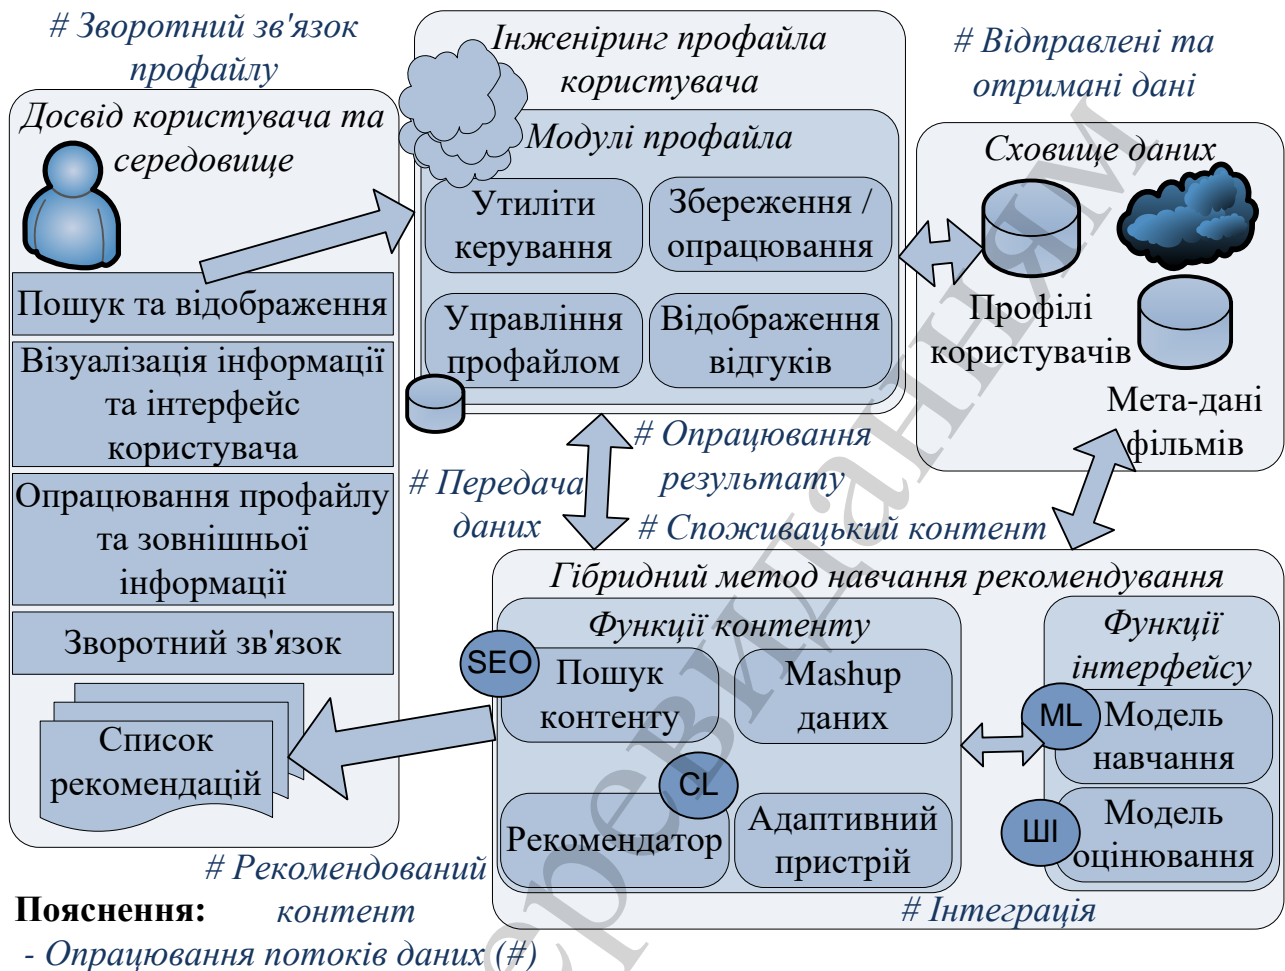 # Зворотний зв'язок
профайлу
Досвід користувача та
середовище
Пошук та відображення
Візуалізація інформації
та інтерфейс
користувача
Опрацювання профайлу
та зовнішньої
інформації
Зворотний зв'язок
Список
рекомендацій
Інженіринг профайла
користувача
Модулі профайла
Утиліти
керування
Збереження /
опрацювання
Управління
профайлом
Відображення
відгуків
# Відправлені та
отримані дані
Сховище даних
Профілі
користувачів
Мета-дані
фільмів
# Передача
даних
# Опрацювання
результату
# Споживацький контент
Гібридний метод навчання рекомендування
Функції контенту
SEO
Пошук
контенту
Mashup
даних
CL
Рекомендатор
Адаптивний
пристрій
Функції
інтерфейсу
ML
Модель
навчання
ШІ
Модель
оцінювання
# Рекомендований
контент
# Інтеграція
Пояснення:
- Опрацювання потоків даних (#)